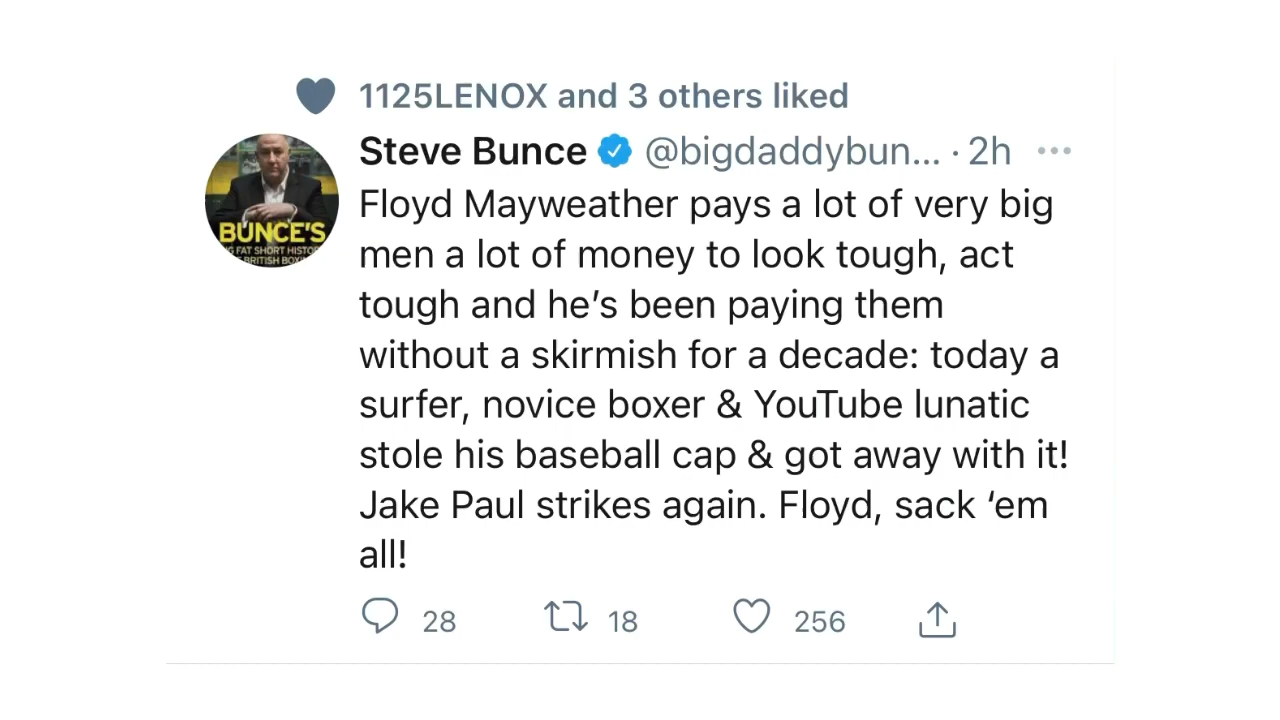 1125LENOX and 3 others liked
Steve Bunce @bigdaddybun... · 2h
Floyd Mayweather pays a lot of very big
men a lot of money to look tough, act
tough and he’s been paying them
without a skirmish for a decade: today a
surfer, novice boxer & YouTube lunatic
stole his baseball cap & got away with it!
Jake Paul strikes again. Floyd, sack ‘em
all!
28 18 256
BUNCE'S
FAT SHORT
BRITISH